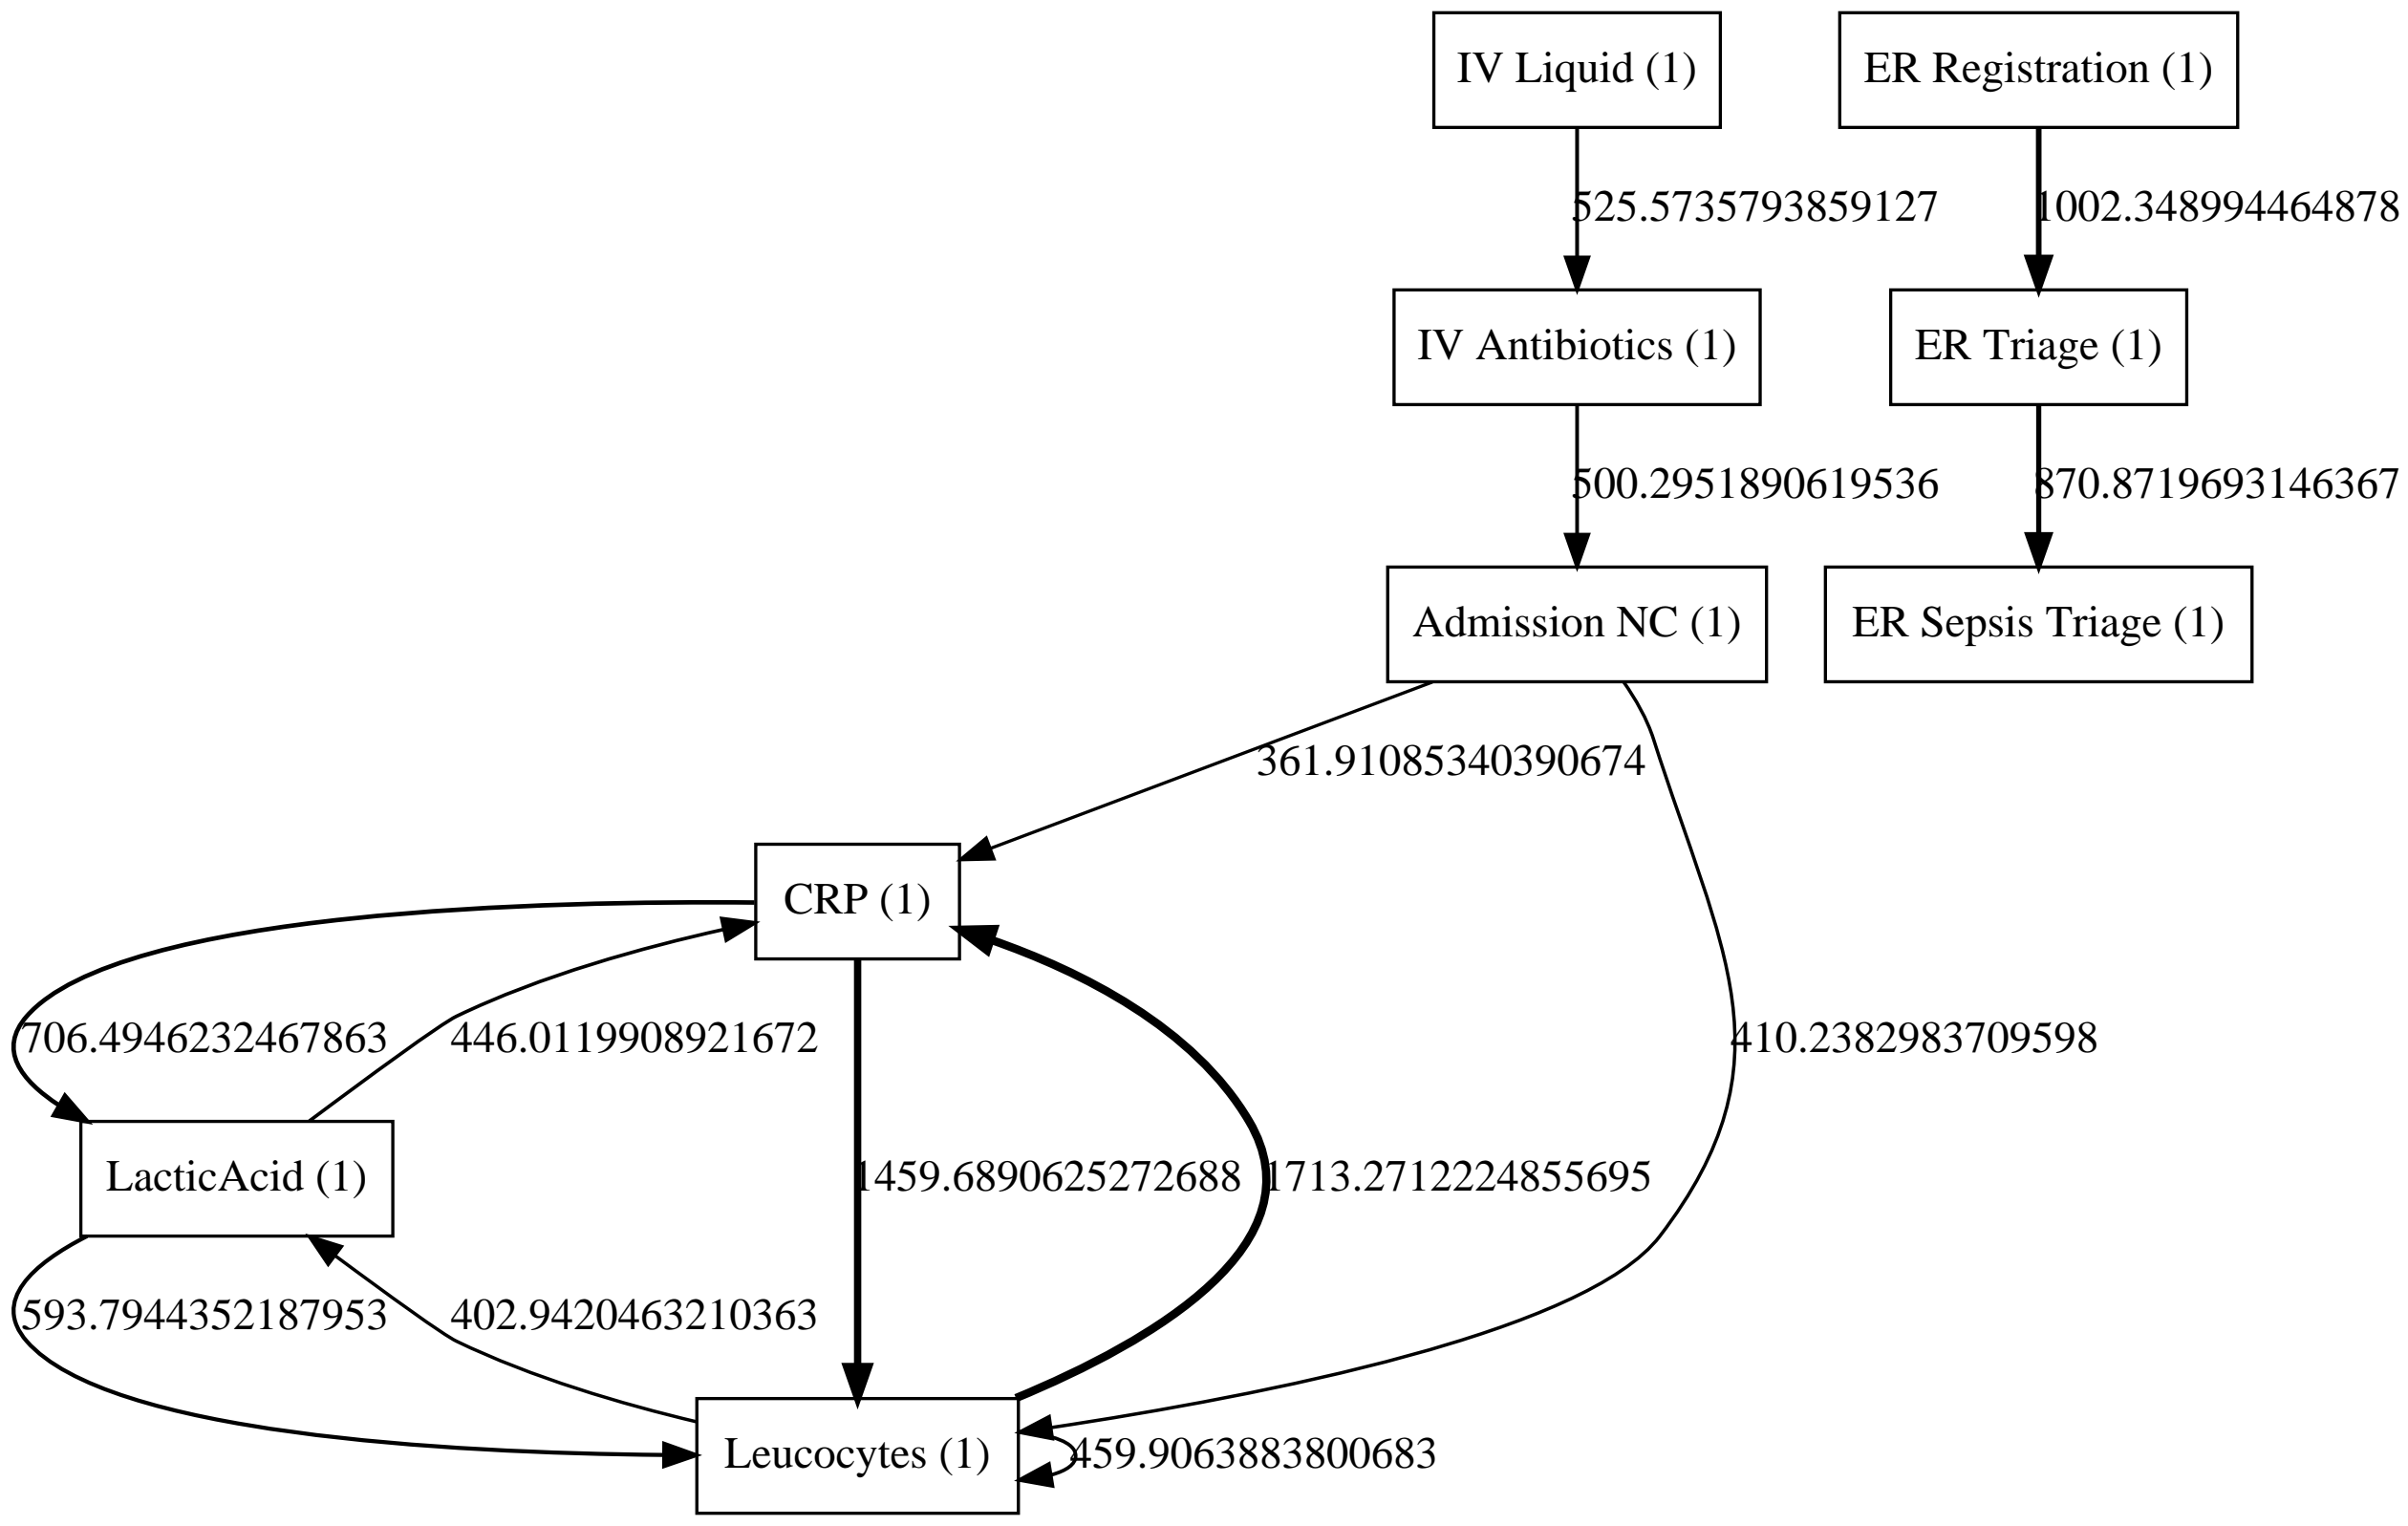 IV Liquid (1)
ER Registration (1)
525.5735793859127
1002.348994464878
IV Antibiotics (1)
ER Triage (1)
500.2951890619536
870.8719693146367
Admission NC (1)
ER Sepsis Triage (1)
361.91085340390674
CRP (1)
706.4946232467863
446.0119908921672
410.2382983709598
LacticAcid (1)
1459.6890625272688
1713.2712224855695
593.7944352187953
402.9420463210363
Leucocytes (1)
459.9063883800683